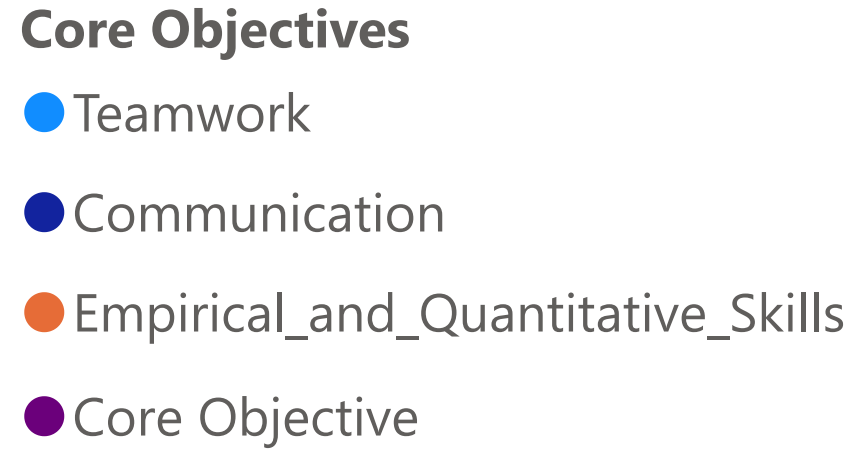 Core Objectives
Teamwork
Communication
Empirical_and_Quantitative_Skills
Core Objective